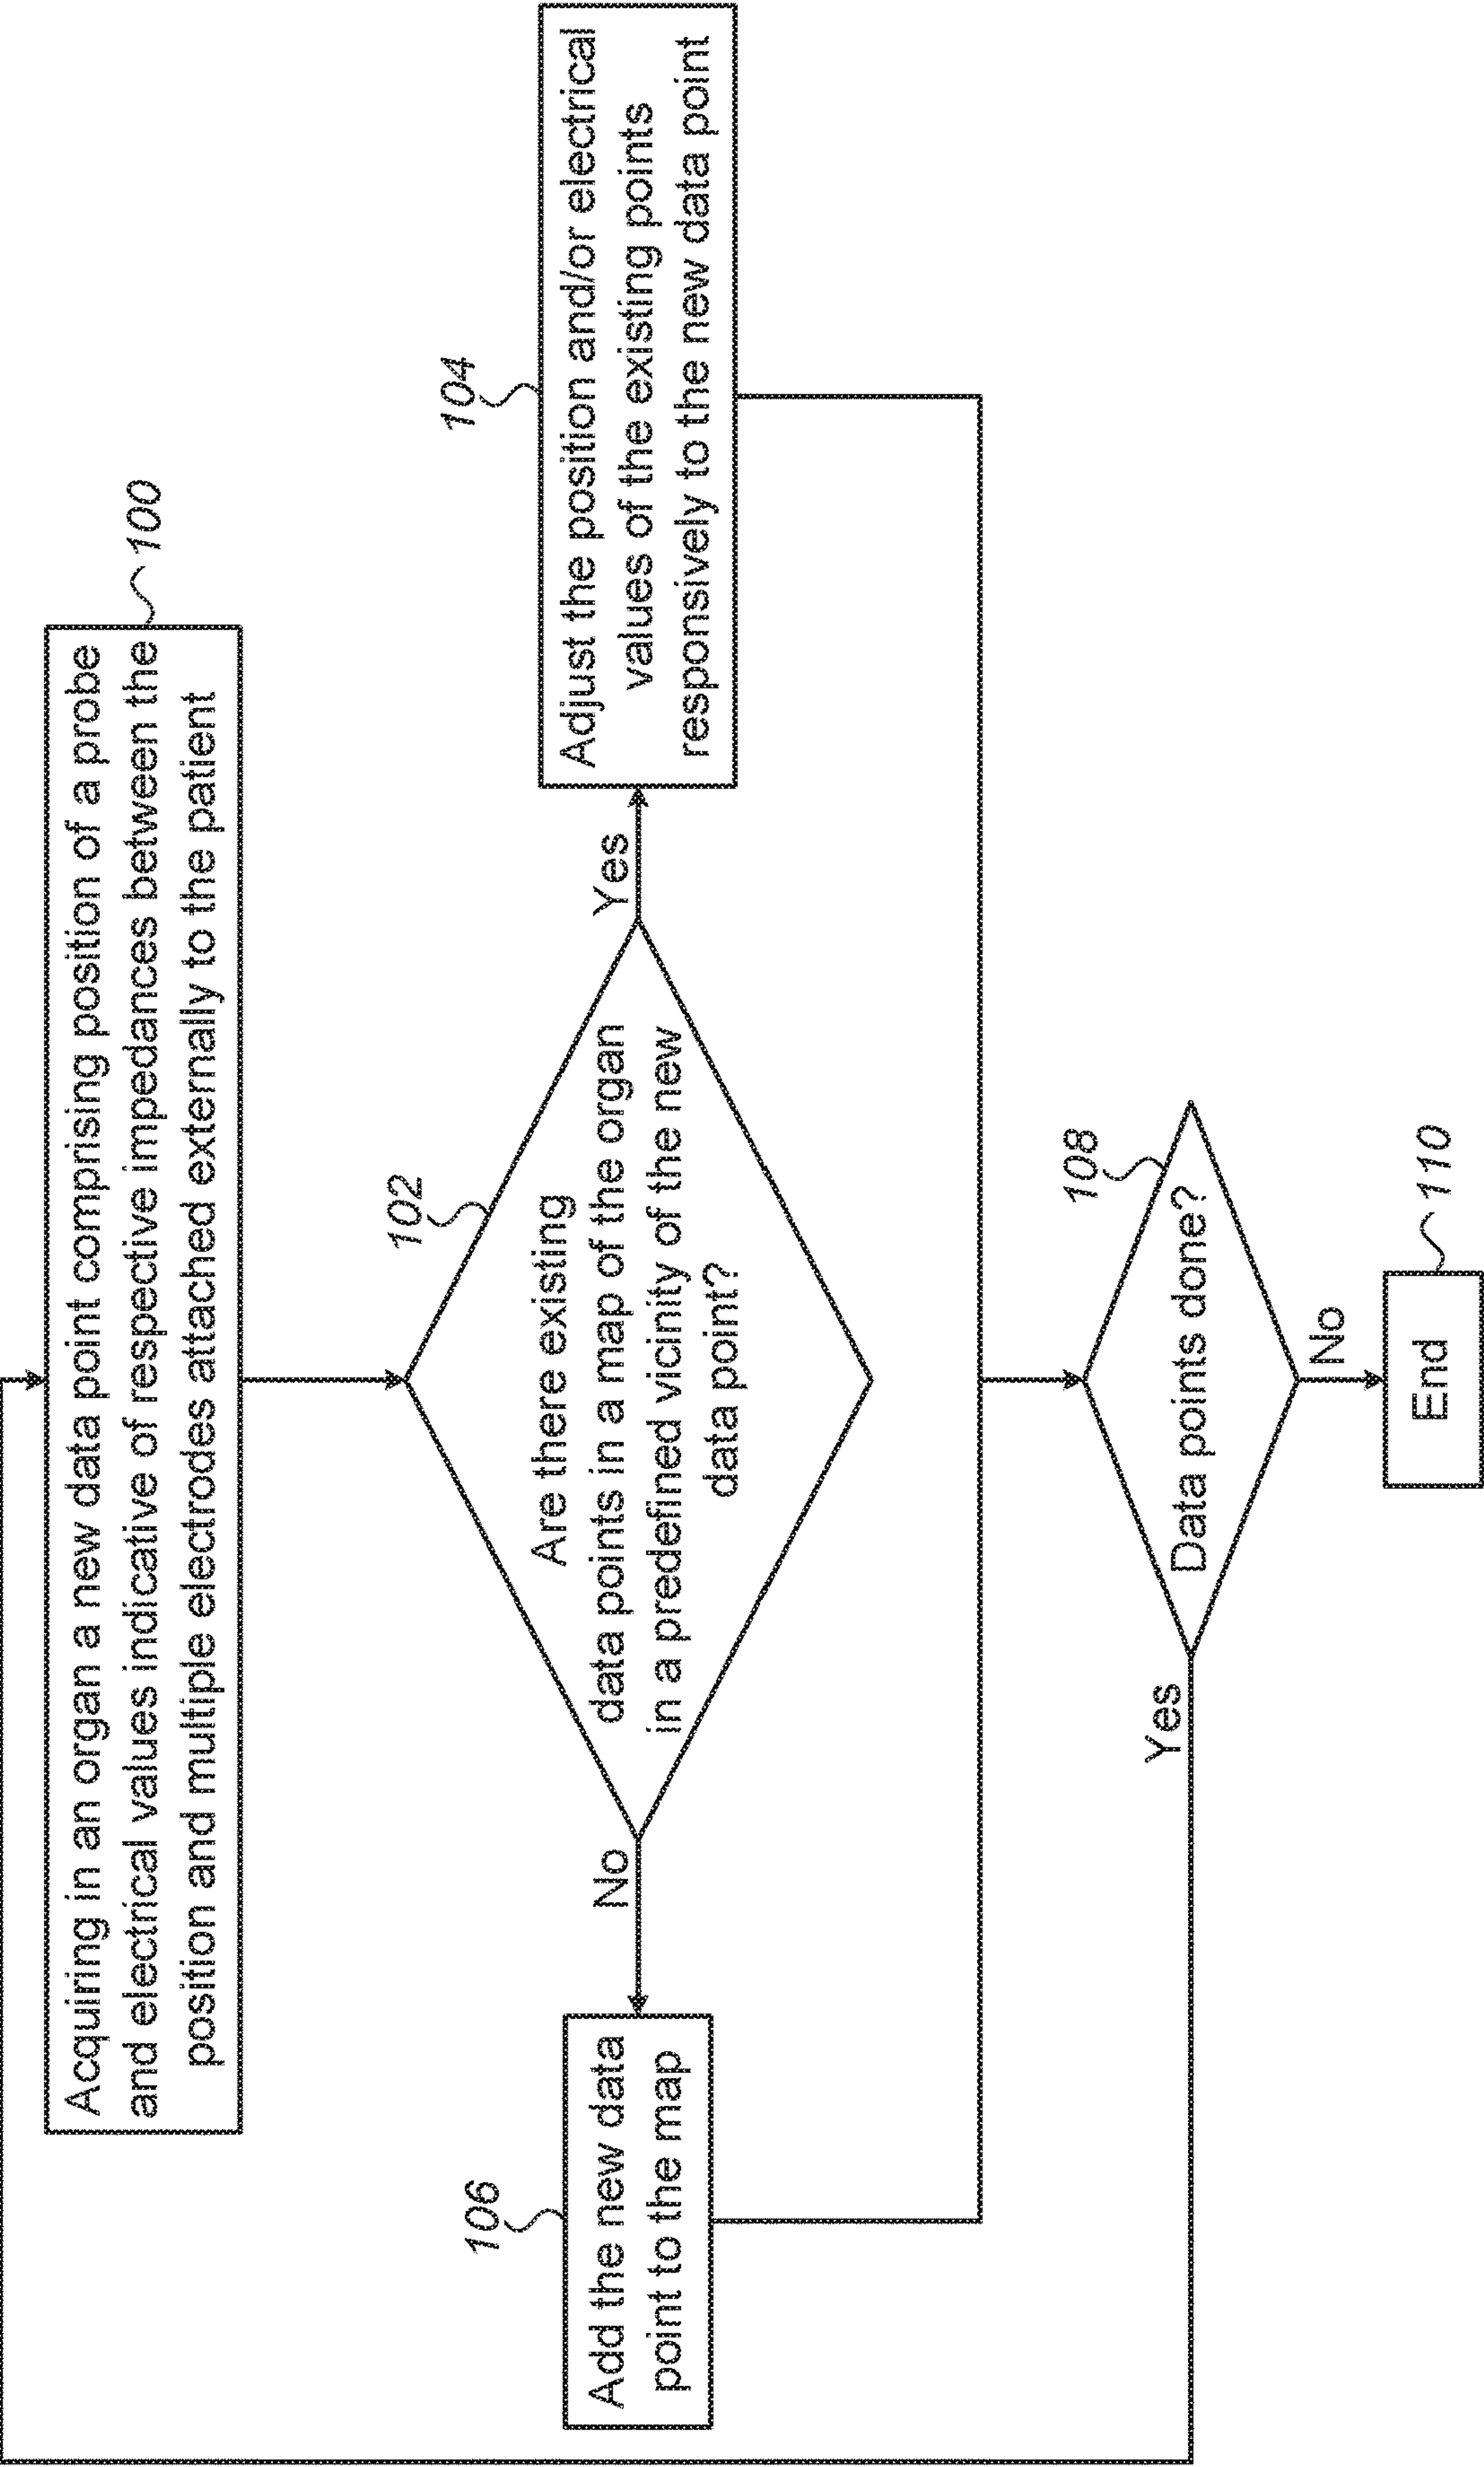 Acquiring in an organ a new data point comprising position of a probe
and electrical values indicative of respective impedances between the
position and multiple electrodes attached externally to the patient
100
102
Are there existing
data points in a map of the organ
in a predefined vicinity of the new
data point?
No
Yes
106
Add the new data
point to the map
104
Adjust the position and/or electrical
values of the existing points
responsively to the new data point
108
Data points done?
Yes
No
110
End